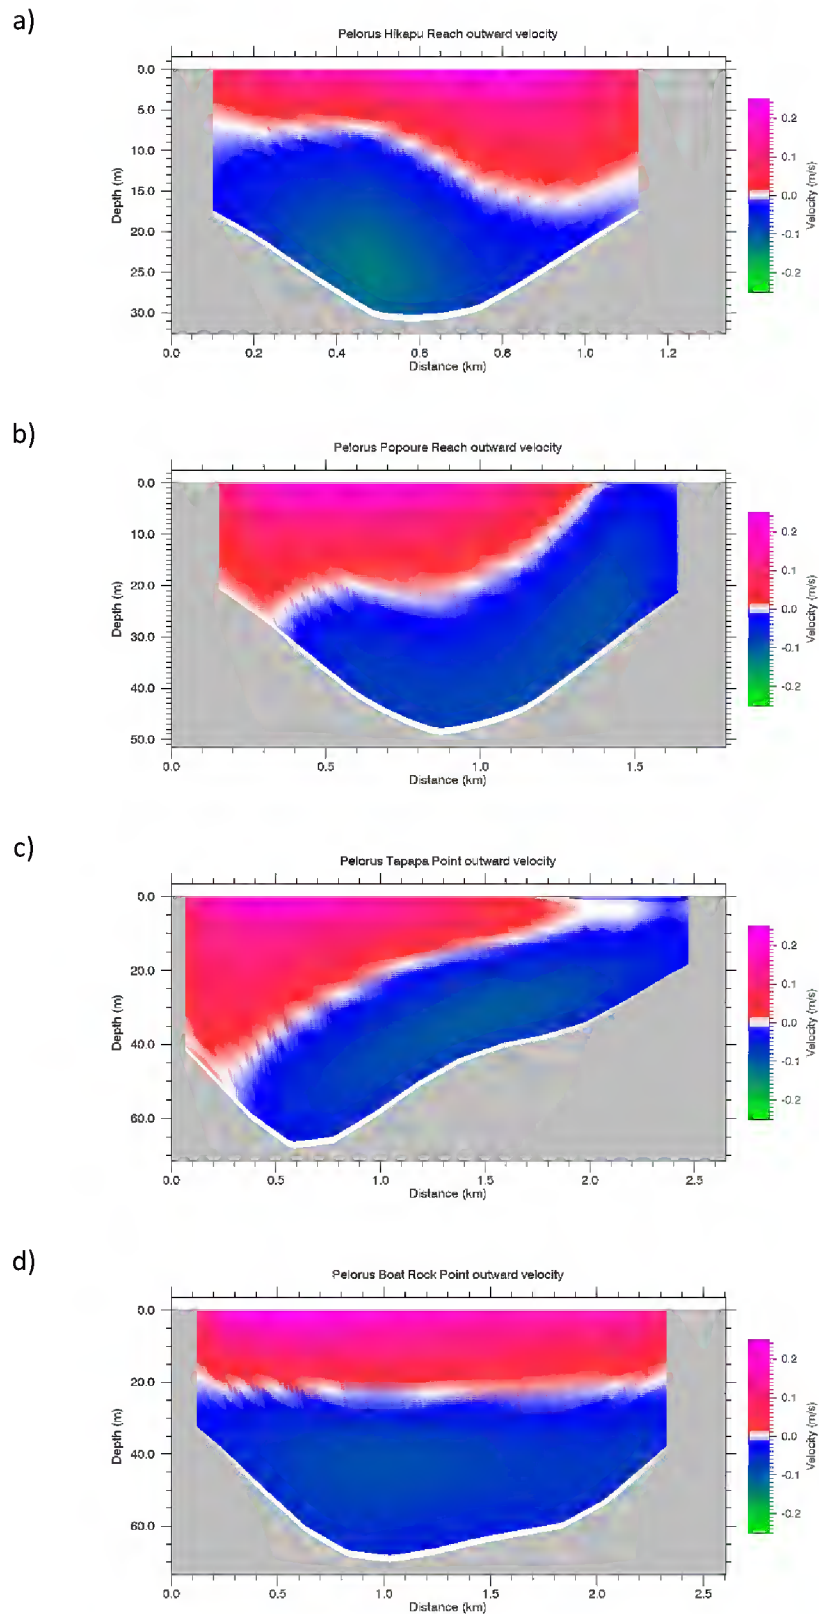 a)
Pelorus Hikapu Reach outward velocity
0.0
5.0
10.0
15.0
20.0
25.0
30.0
Depth (m)
0.0 0.2 0.4 0.6 0.8 1.0 1.2
Distance (km)
0.2
0.1
0.0
-0.1
-0.2
Velocity (m/s)
b)
Pelorus Popoure Reach outward velocity
0.0
10.0
20.0
30.0
40.0
50.0
Depth (m)
0.0 0.5 1.0 1.5
Distance (km)
0.2
0.1
0.0
-0.1
-0.2
Velocity (m/s)
c)
Pelorus Tapapa Point outward velocity
0.0
20.0
40.0
60.0
Depth (m)
0.0 0.5 1.0 1.5 2.0 2.5
Distance (km)
0.2
0.1
0.0
-0.1
-0.2
Velocity (m/s)
d)
Pelorus Boat Rock Point outward velocity
0.0
20.0
40.0
60.0
Depth (m)
0.0 0.5 1.0 1.5 2.0 2.5
Distance (km)
0.2
0.1
0.0
-0.1
-0.2
Velocity (m/s)